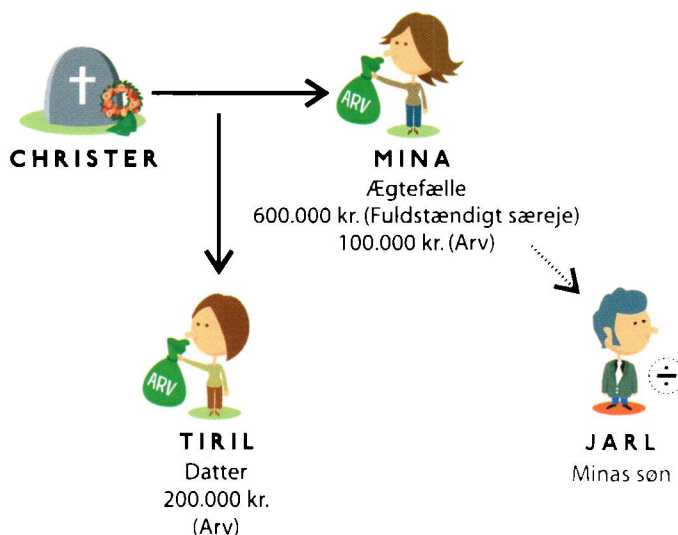 ARV
CHRISTER
MINA
Ægtefælle
600.000 kr. (Fuldstændigt særeje)
100.000 kr. (Arv)
ARV
TIRIL
Datter
200.000 kr.
(Arv)
÷
JARL
Minas søn